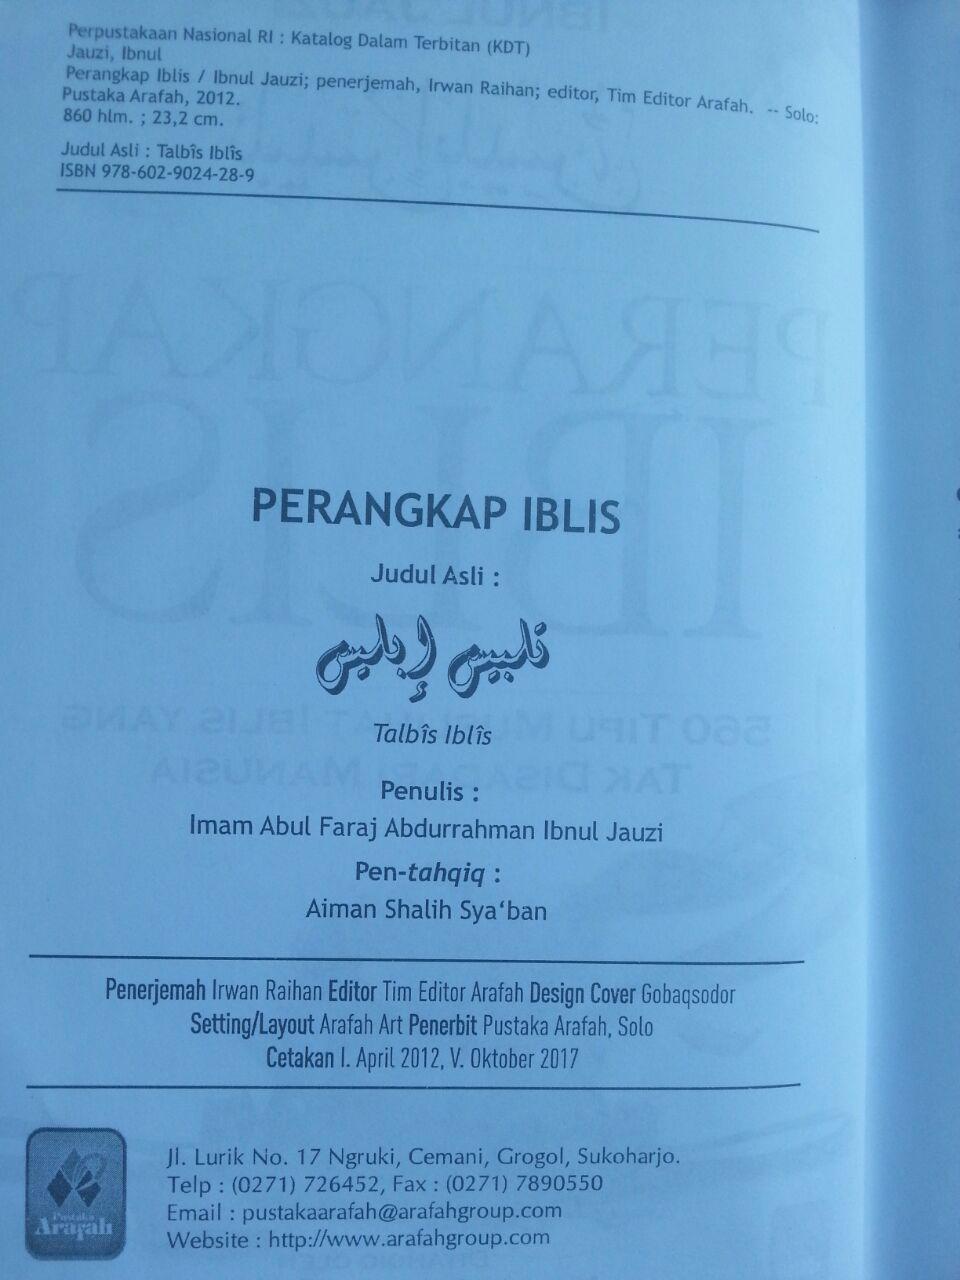 Perpustakaan Nasional RI : Katalog Dalam Terbitan (KDT)
Jauzi, Ibnul
Perangkap Iblis / Ibnul Jauzi; penerjemah, Irwan Raihan; editor, Tim Editor Arafah. -- Solo:
Pustaka Arafah, 2012.
860 hlm. ; 23,2 cm.
Judul Asli : Talbîs Iblîs
ISBN 978-602-9024-28-9
PERANGKAP IBLIS
Judul Asli :
تلبيس إبليس
Talbîs Iblîs
Penulis :
Imam Abul Faraj Abdurrahman Ibnul Jauzi
Pen-tahqiq :
Aiman Shalih Sya‘ban
Penerjemah Irwan Raihan Editor Tim Editor Arafah Design Cover Gobaqsodor
Setting/Layout Arafah Art Penerbit Pustaka Arafah, Solo
Cetakan I. April 2012, V. Oktober 2017
Jl. Lurik No. 17 Ngruki, Cemani, Grogol, Sukoharjo.
Telp : (0271) 726452, Fax : (0271) 7890550
Email : pustakaarafah@arafahgroup.com
Website : http://www.arafahgroup.com
Pustaka
Arafah